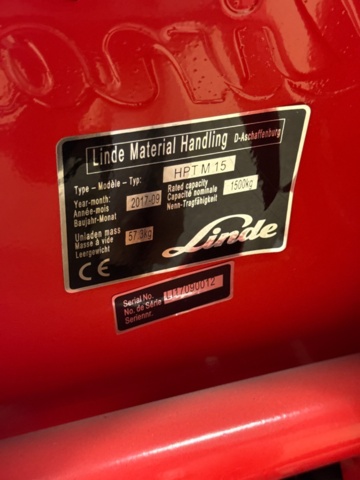 Linde Material Handling D-Aschaffenburg
Type - Modèle - Typ: HPT M 15
Year-month: 2017-09 Rated capacity 1500kg
Année-mois Capacité nominale
Baujahr-Monat Nenn-Tragfähigkeit
Unladen mass 57.3kg
Masse à vide
Leergewicht
CE Linde
Serial No.
No. de Série L117090012
Seriennr.